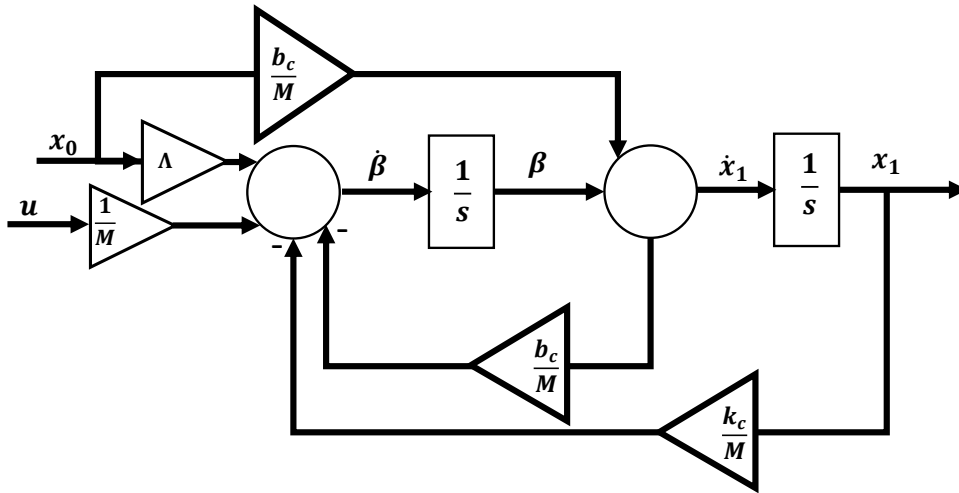 b_c/M
x_0
Λ
β̇
1/s
β
ẋ_1
1/s
x_1
u
1/M
-
-
b_c/M
k_c/M